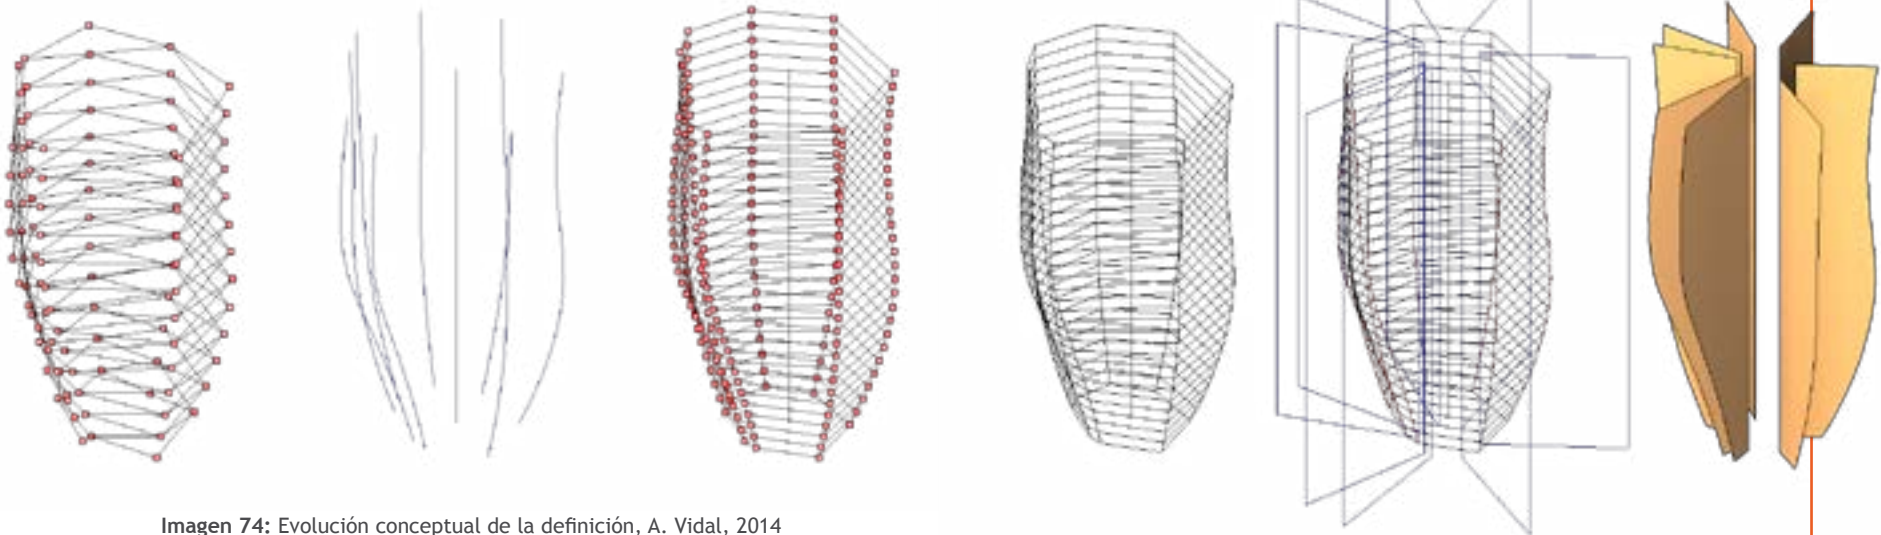 Imagen 74: Evolución conceptual de la definición, A. Vidal, 2014